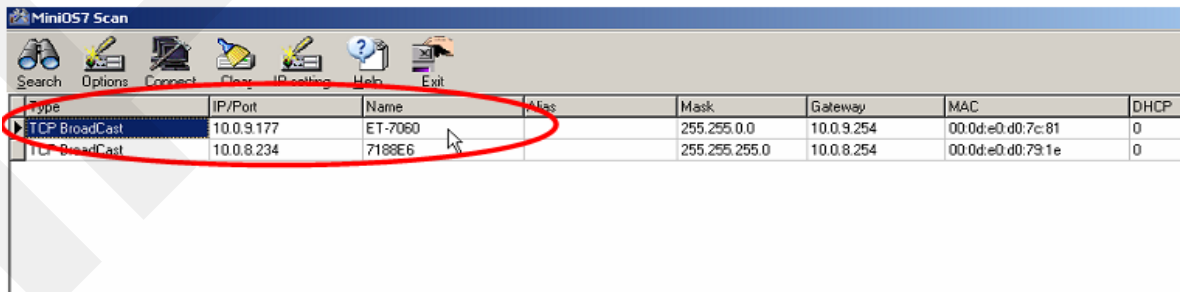 MiniOS7 Scan
Search Options Connect Clear IP setting Help Exit
Type IP/Port Name Alias Mask Gateway MAC DHCP
TCP BroadCast 10.0.9.177 ET-7060 255.255.0.0 10.0.9.254 00:0d:e0:d0:7c:81 0
TCP BroadCast 10.0.8.234 7188E6 255.255.255.0 10.0.8.254 00:0d:e0:d0:79:1e 0